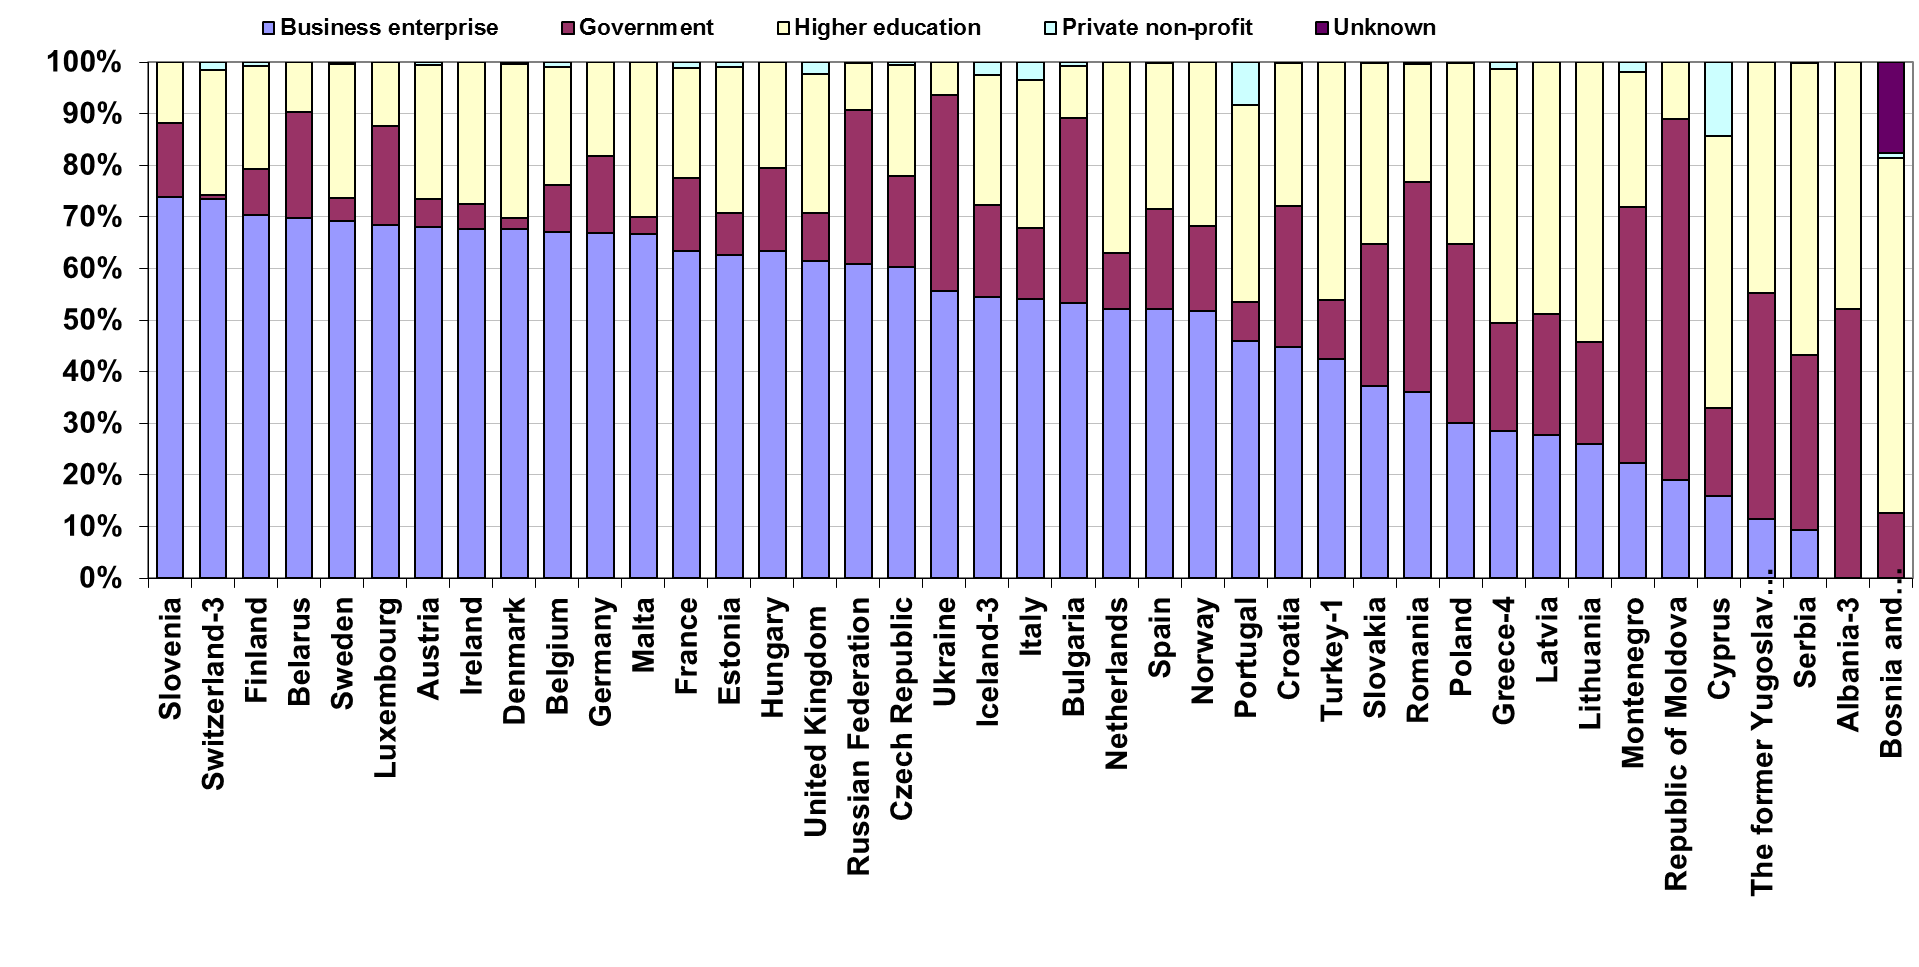 Business enterprise Government Higher education Private non-profit Unknown
100%
90%
80%
70%
60%
50%
40%
30%
20%
10%
0%
Slovenia
Switzerland-3
Finland
Belarus
Sweden
Luxembourg
Austria
Ireland
Denmark
Belgium
Germany
Malta
France
Estonia
Hungary
United Kingdom
Russian Federation
Czech Republic
Ukraine
Iceland-3
Italy
Bulgaria
Netherlands
Spain
Norway
Portugal
Croatia
Turkey-1
Slovakia
Romania
Poland
Greece-4
Latvia
Lithuania
Montenegro
Republic of Moldova
Cyprus
The former Yugoslav...
Serbia
Albania-3
Bosnia and...